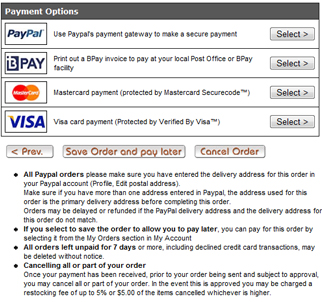 Payment Options
PayPal Use Paypal's payment gateway to make a secure payment Select >
BPAY Print out a BPay invoice to pay at your local Post Office or BPay
facility Select >
MasterCard Mastercard payment (protected by Mastercard Securecode™) Select >
VISA Visa card payment (Protected by Verified By Visa™) Select >
< Prev. Save Order and pay later Cancel Order
All Paypal orders please make sure you have entered the delivery address for this order in
your Paypal account (Profile, Edit postal address).
Make sure if you have more than one address entered in Paypal, the address used for
this order is the primary delivery address before completing this order.
Orders may be delayed or refunded if the PayPal delivery address and the delivery address for
this order do not match.
If you select to save the order to allow you to pay later, you can pay for this order by
selecting it from the My Orders section in My Account
All orders left unpaid for 7 days or more, including declined credit card transactions, may
be deleted without notice.
Cancelling all or part of your order
Once your payment has been received, prior to your order being sent and subject to approval,
you may cancel all or part of your order. In the event this is approved you may be charged a
restocking fee of up to 5% or $5.00 of the items cancelled whichever is higher.